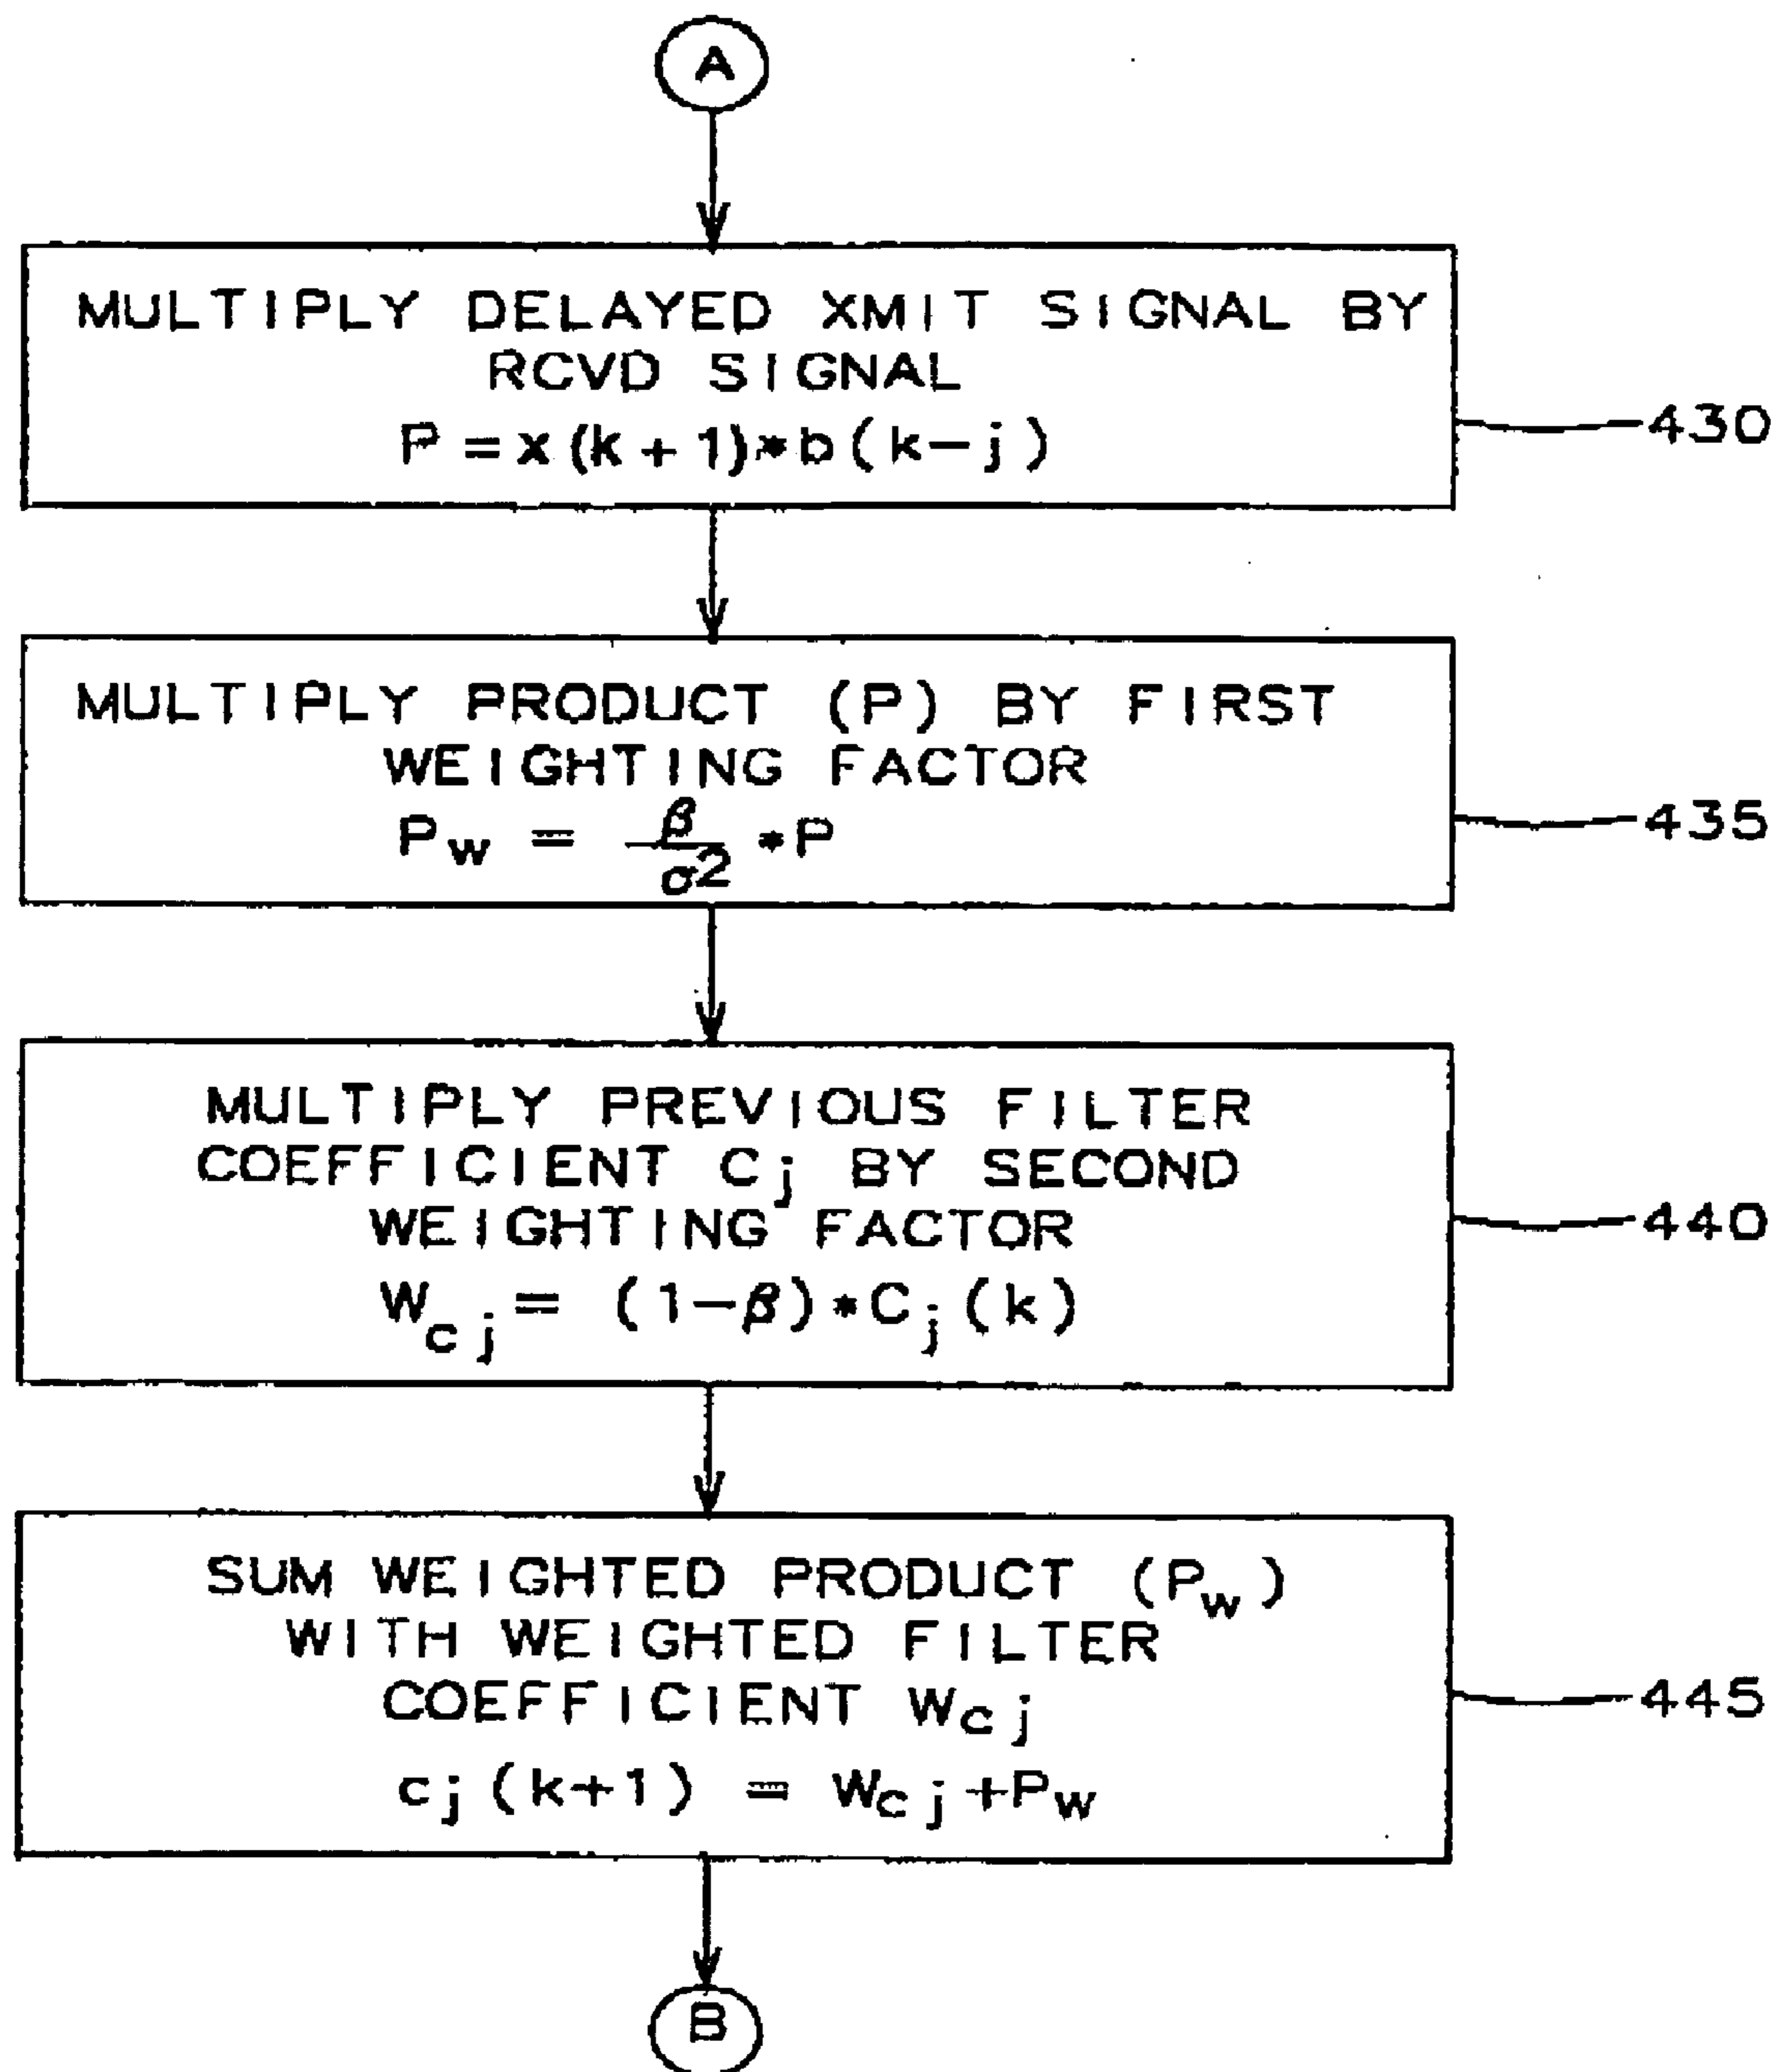 A
MULTIPLY DELAYED XMIT SIGNAL BY
RCVD SIGNAL
P = x(k+1)*b(k-j)
430
MULTIPLY PRODUCT (P) BY FIRST
WEIGHTING FACTOR
Pw = β/σ2 *P
435
MULTIPLY PREVIOUS FILTER
COEFFICIENT Cj BY SECOND
WEIGHTING FACTOR
Wcj = (1-β)*Cj(k)
440
SUM WEIGHTED PRODUCT (Pw)
WITH WEIGHTED FILTER
COEFFICIENT Wcj
cj(k+1) = Wcj+Pw
445
B